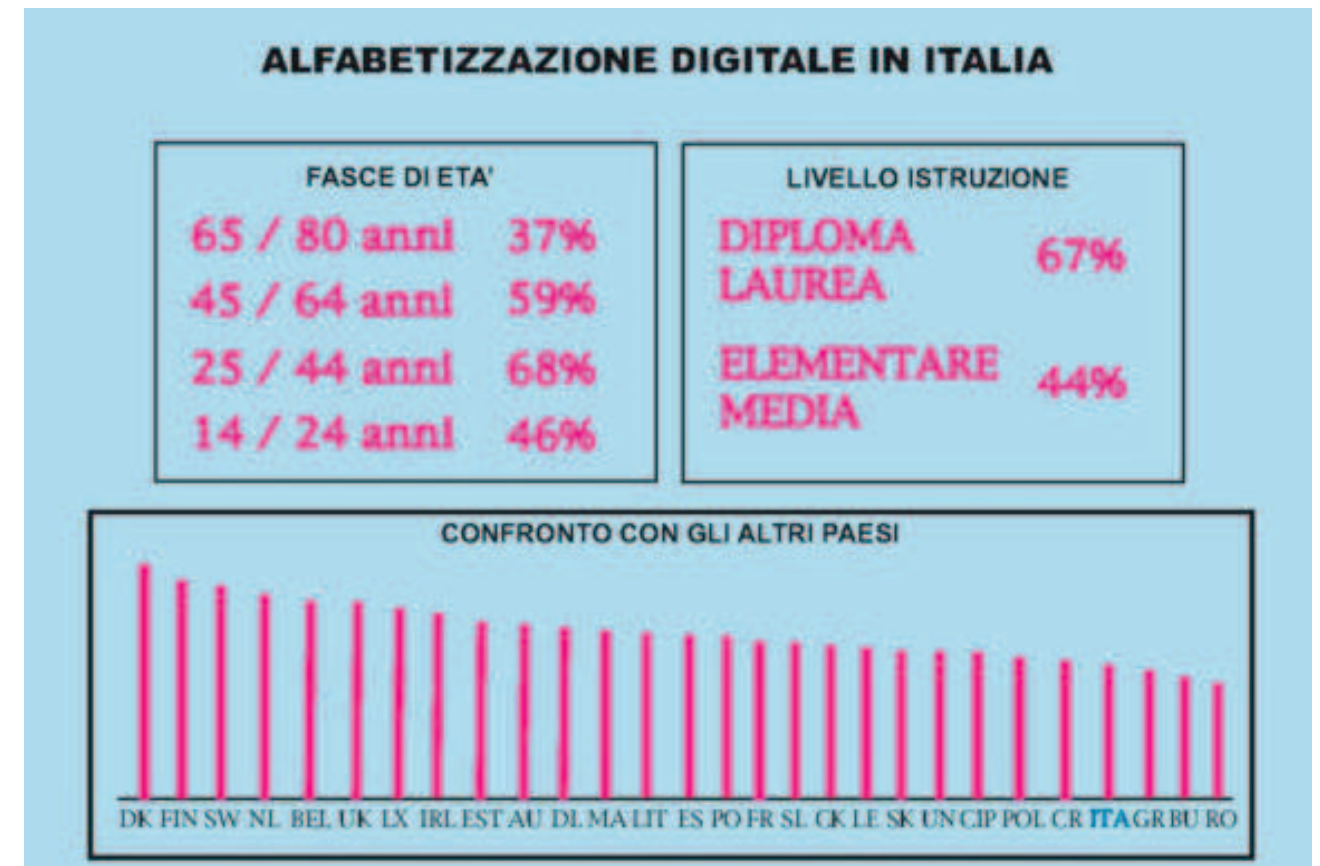 ALFABETIZZAZIONE DIGITALE IN ITALIA
FASCE DI ETA'
65 / 80 anni 37%
45 / 64 anni 59%
25 / 44 anni 68%
14 / 24 anni 46%
LIVELLO ISTRUZIONE
DIPLOMA
LAUREA
67%
ELEMENTARE
MEDIA
44%
CONFRONTO CON GLI ALTRI PAESI
DK FIN SW NL BEL UK LX IRL EST AU DL MA LIT ES PO FR SL CK LE SK UN CIP POL CR ITA GR BU RO